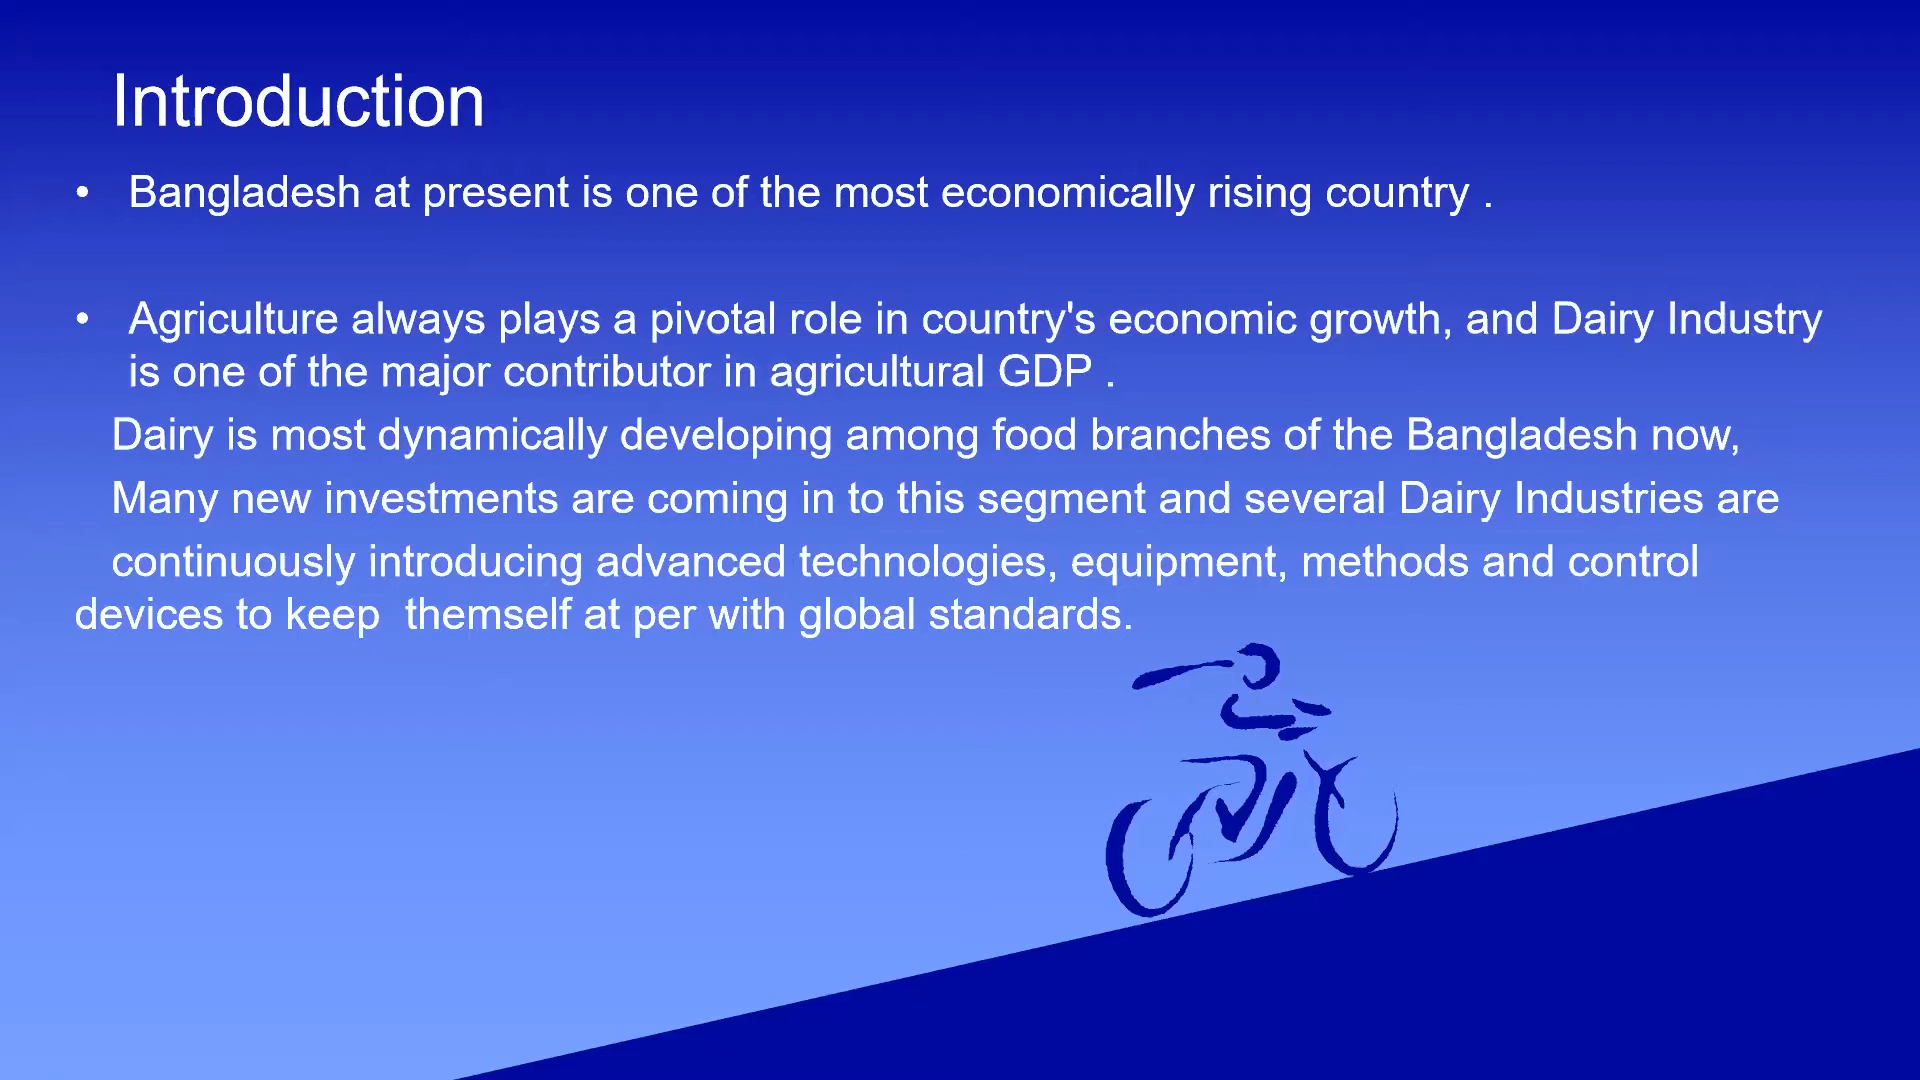 Introduction
• Bangladesh at present is one of the most economically rising country .
• Agriculture always plays a pivotal role in country's economic growth, and Dairy Industry
is one of the major contributor in agricultural GDP .
Dairy is most dynamically developing among food branches of the Bangladesh now,
Many new investments are coming in to this segment and several Dairy Industries are
continuously introducing advanced technologies, equipment, methods and control
devices to keep  themself at per with global standards.